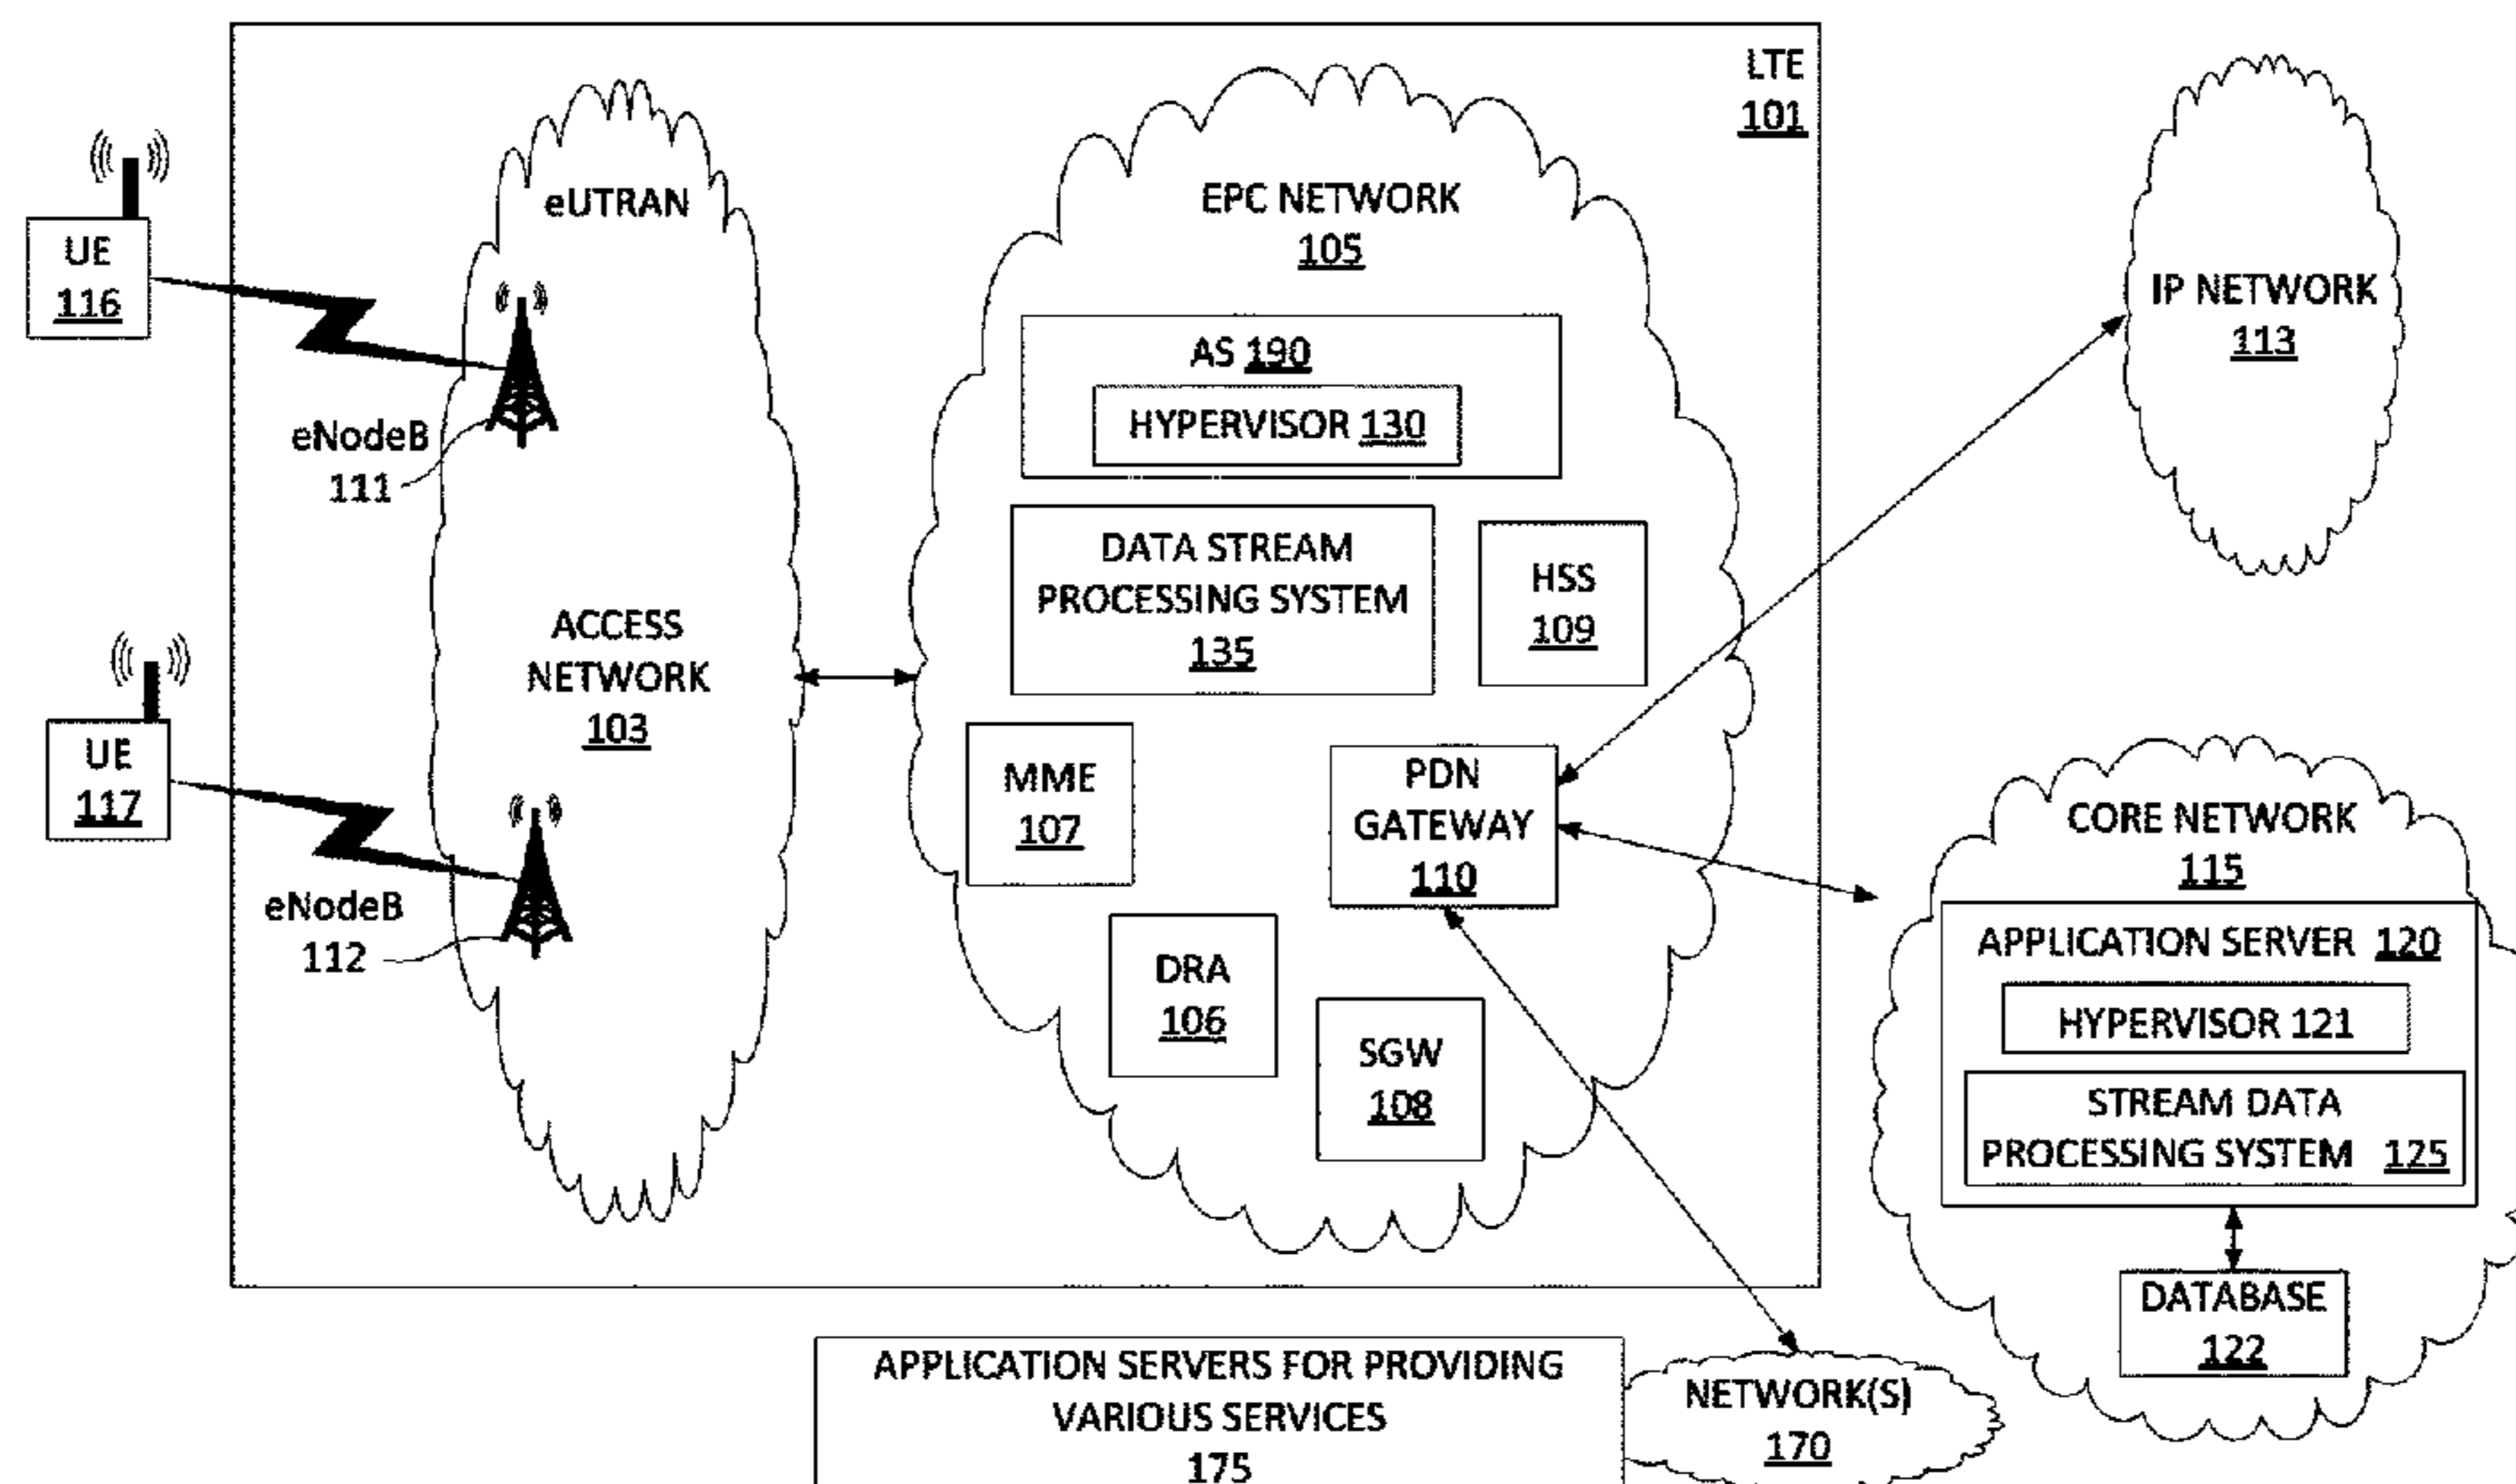 LTE
101
eUTRAN
UE
116
eNodeB
111
ACCESS
NETWORK
103
UE
117
eNodeB
112
EPC NETWORK
105
AS 190
HYPERVISOR 130
DATA STREAM
PROCESSING SYSTEM
135
HSS
109
MME
107
PDN
GATEWAY
110
DRA
106
SGW
108
IP NETWORK
113
CORE NETWORK
115
APPLICATION SERVER 120
HYPERVISOR 121
STREAM DATA
PROCESSING SYSTEM 125
DATABASE
122
APPLICATION SERVERS FOR PROVIDING
VARIOUS SERVICES
175
NETWORK(S)
170